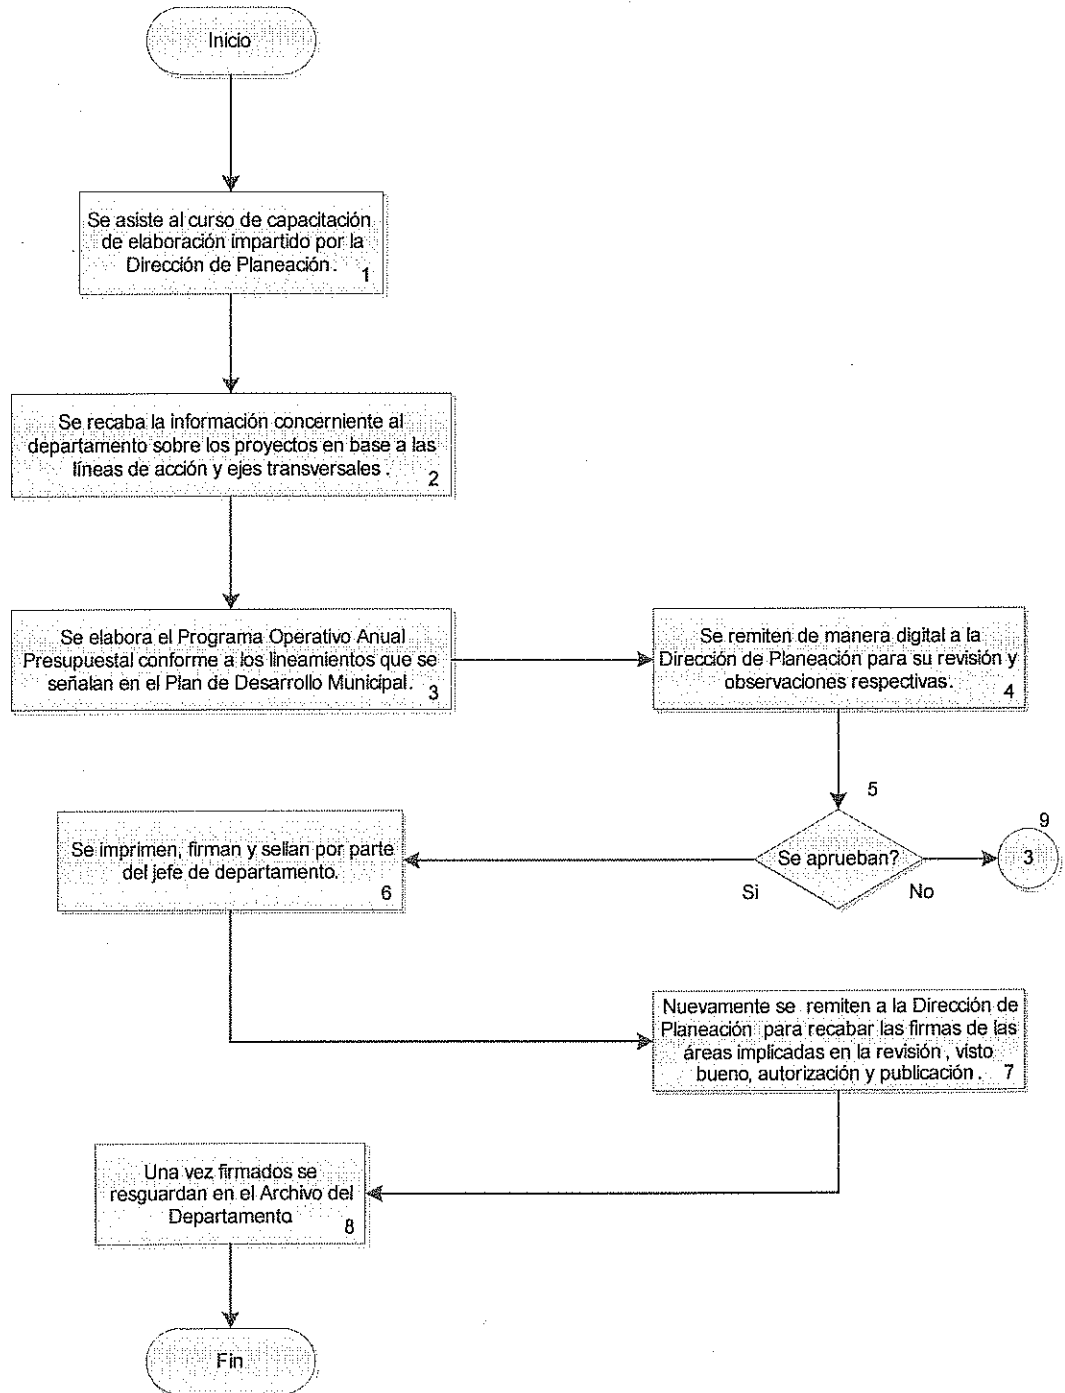 Inicio
Se asiste al curso de capacitación
de elaboración impartido por la
Dirección de Planeación.
1
Se recaba la información concerniente al
departamento sobre los proyectos en base a las
líneas de acción y ejes transversales.
2
Se elabora el Programa Operativo Anual
Presupuestal conforme a los lineamientos que se
señalan en el Plan de Desarrollo Municipal.
3
Se remiten de manera digital a la
Dirección de Planeación para su revisión y
observaciones respectivas.
4
5
Se aprueban?
Si
No
9
3
Se imprimen, firman y sellan por parte
del jefe de departamento.
6
Nuevamente se remiten a la Dirección de
Planeación para recabar las firmas de las
áreas implicadas en la revisión, visto
bueno, autorización y publicación.
7
Una vez firmados se
resguardan en el Archivo del
Departamento
8
Fin